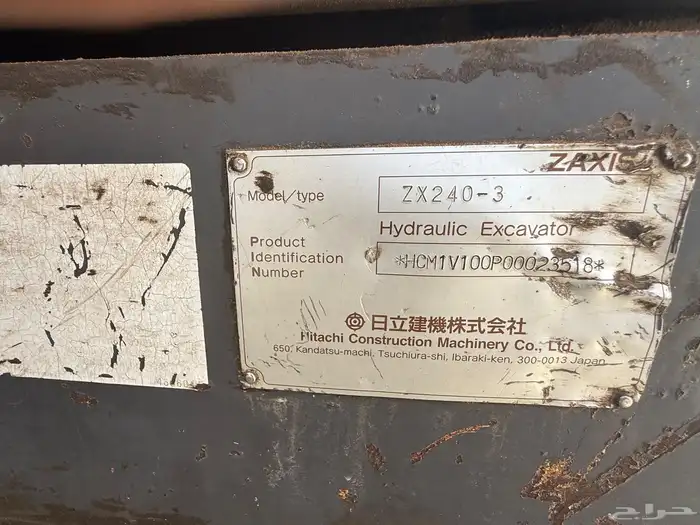 ZAXIS
Model/type ZX240-3
Hydraulic Excavator
Product
Identification
Number *HCM1V100P00023518*
日立建機株式会社
Hitachi Construction Machinery Co., Ltd.
650, Kandatsu-machi, Tsuchiura-shi, Ibaraki-ken, 300-0013 Japan
حراج